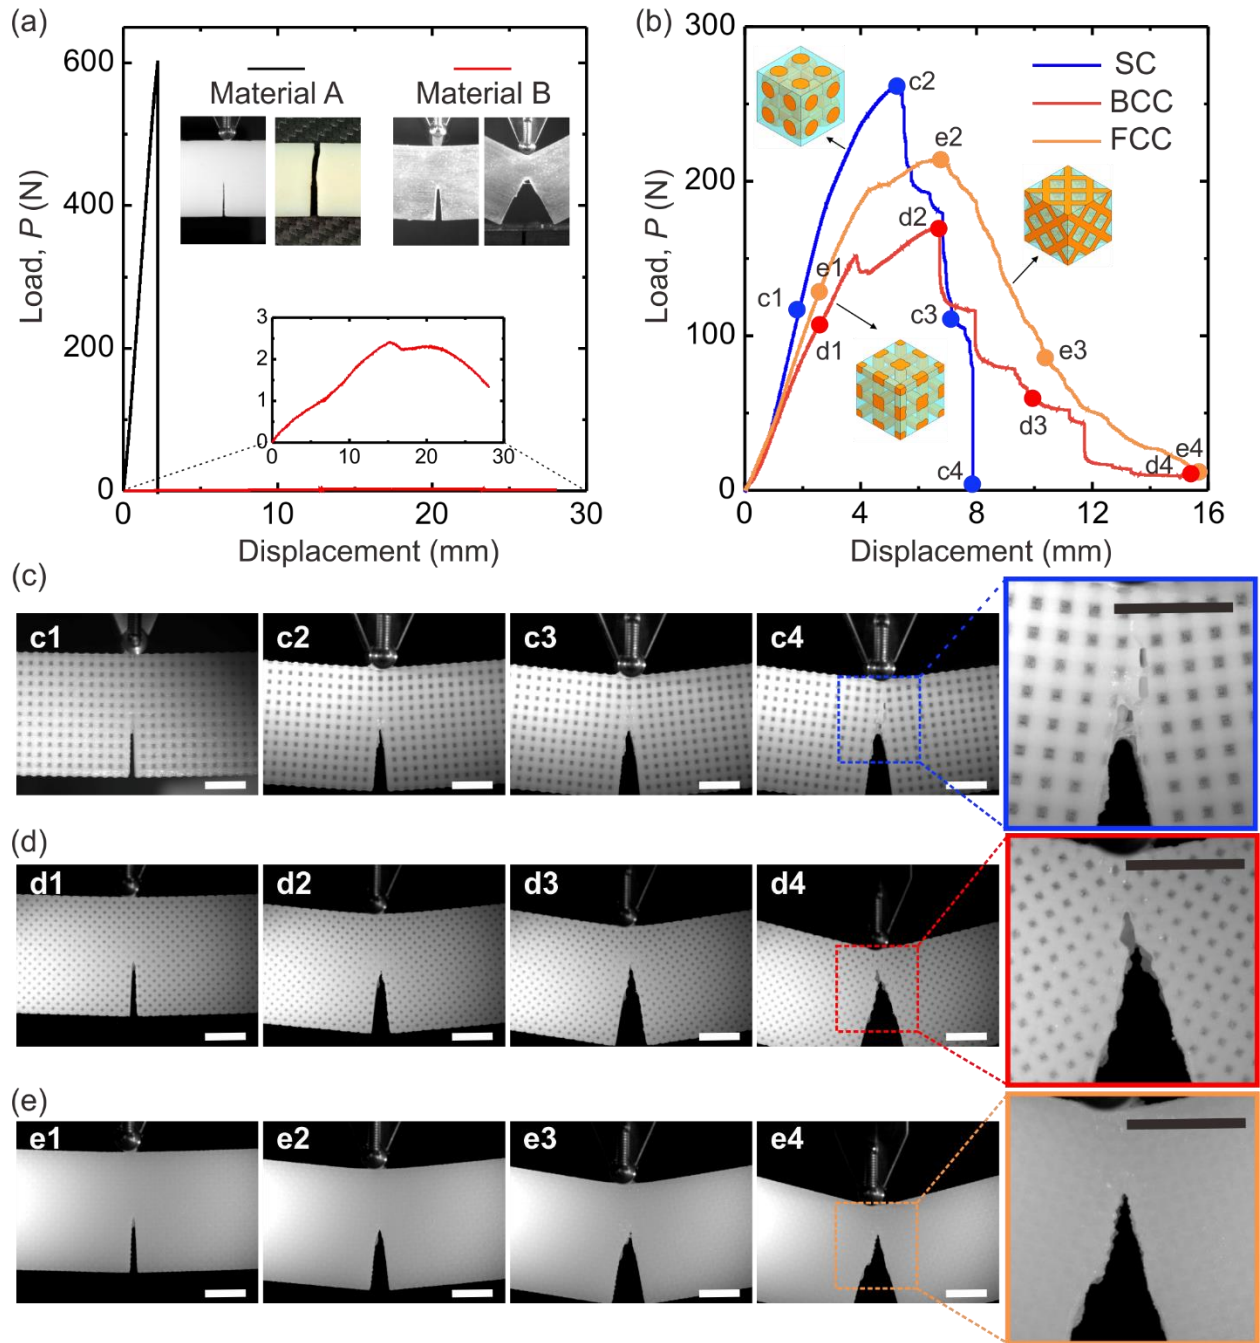 (a)
Load, P (N)
600
400
200
0
0
10
20
30
Displacement (mm)
Material A
Material B
3
2
1
0
0
10
20
30
(b)
Load, P (N)
300
200
100
0
0
4
8
12
16
Displacement (mm)
SC
BCC
FCC
c1
c2
c3
c4
d1
d2
d3
d4
e1
e2
e3
e4
(c)
c1
c2
c3
c4
(d)
d1
d2
d3
d4
(e)
e1
e2
e3
e4